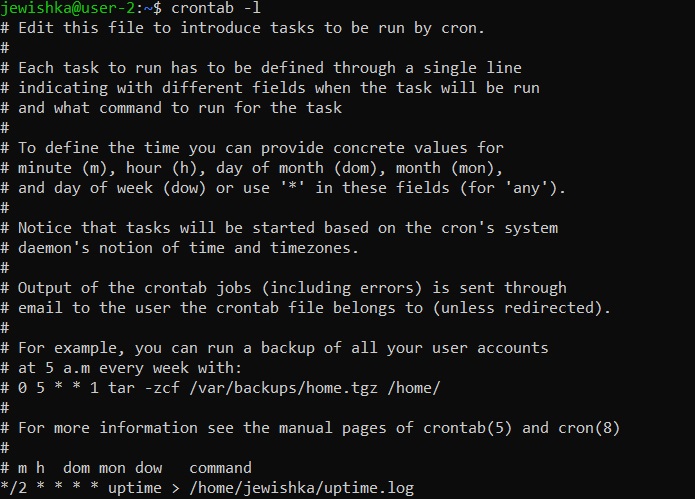 jewishka@user-2:~$ crontab -l
# Edit this file to introduce tasks to be run by cron.
#
# Each task to run has to be defined through a single line
# indicating with different fields when the task will be run
# and what command to run for the task
#
# To define the time you can provide concrete values for
# minute (m), hour (h), day of month (dom), month (mon),
# and day of week (dow) or use '*' in these fields (for 'any').
#
# Notice that tasks will be started based on the cron's system
# daemon's notion of time and timezones.
#
# Output of the crontab jobs (including errors) is sent through
# email to the user the crontab file belongs to (unless redirected).
#
# For example, you can run a backup of all your user accounts
# at 5 a.m every week with:
# 0 5 * * 1 tar -zcf /var/backups/home.tgz /home/
#
# For more information see the manual pages of crontab(5) and cron(8)
#
# m h  dom mon dow   command
*/2 * * * * uptime > /home/jewishka/uptime.log